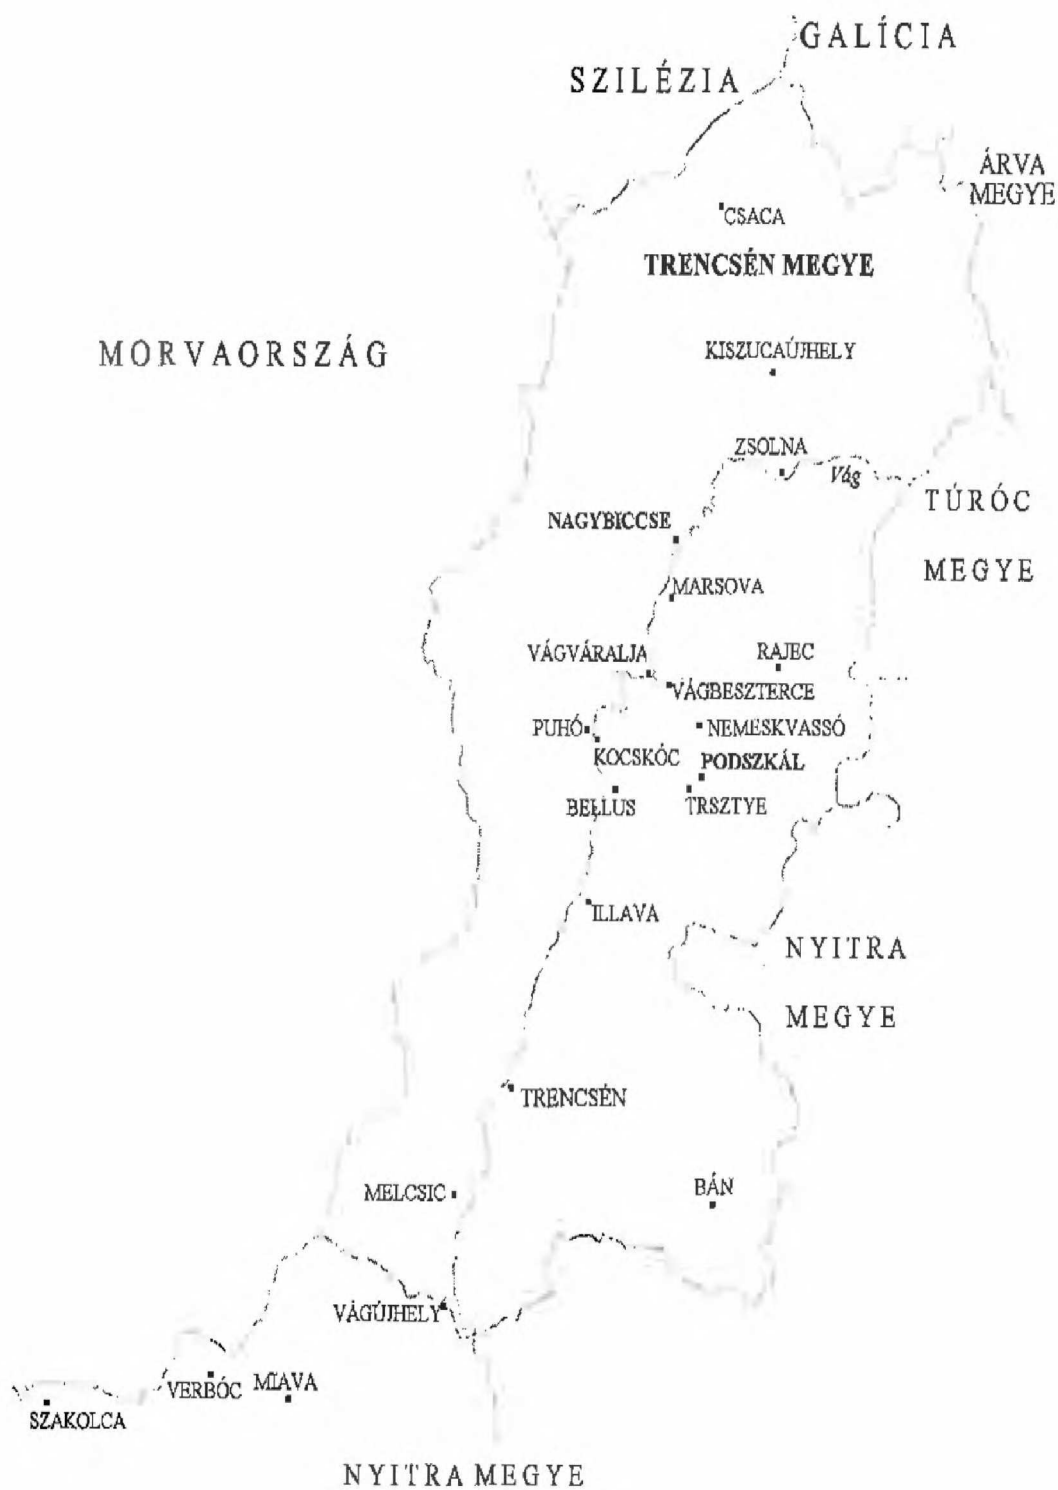 GALÍCIA
SZILÉZIA
ÁRVA
MEGYE
CSACA
TRENCSÉN MEGYE
MORVAORSZÁG
KISZUCAÚJHELY
ZSOLNA
Vág
TÚRÓC
NAGYBICCSE
MEGYE
MARSOVA
VÁGVÁRALJA
RAJEC
VÁGBESZTERCE
PUHÓ
NEMESKVASSÓ
KOCSKÓC
PODSZKÁL
BELLUS
TRSZTYE
ILLAVA
NYITRA
MEGYE
TRENCSÉN
MELCSIC
BÁN
VÁGÚJHELY
VERBÓC
MIAVA
SZAKOLCA
NYITRA MEGYE